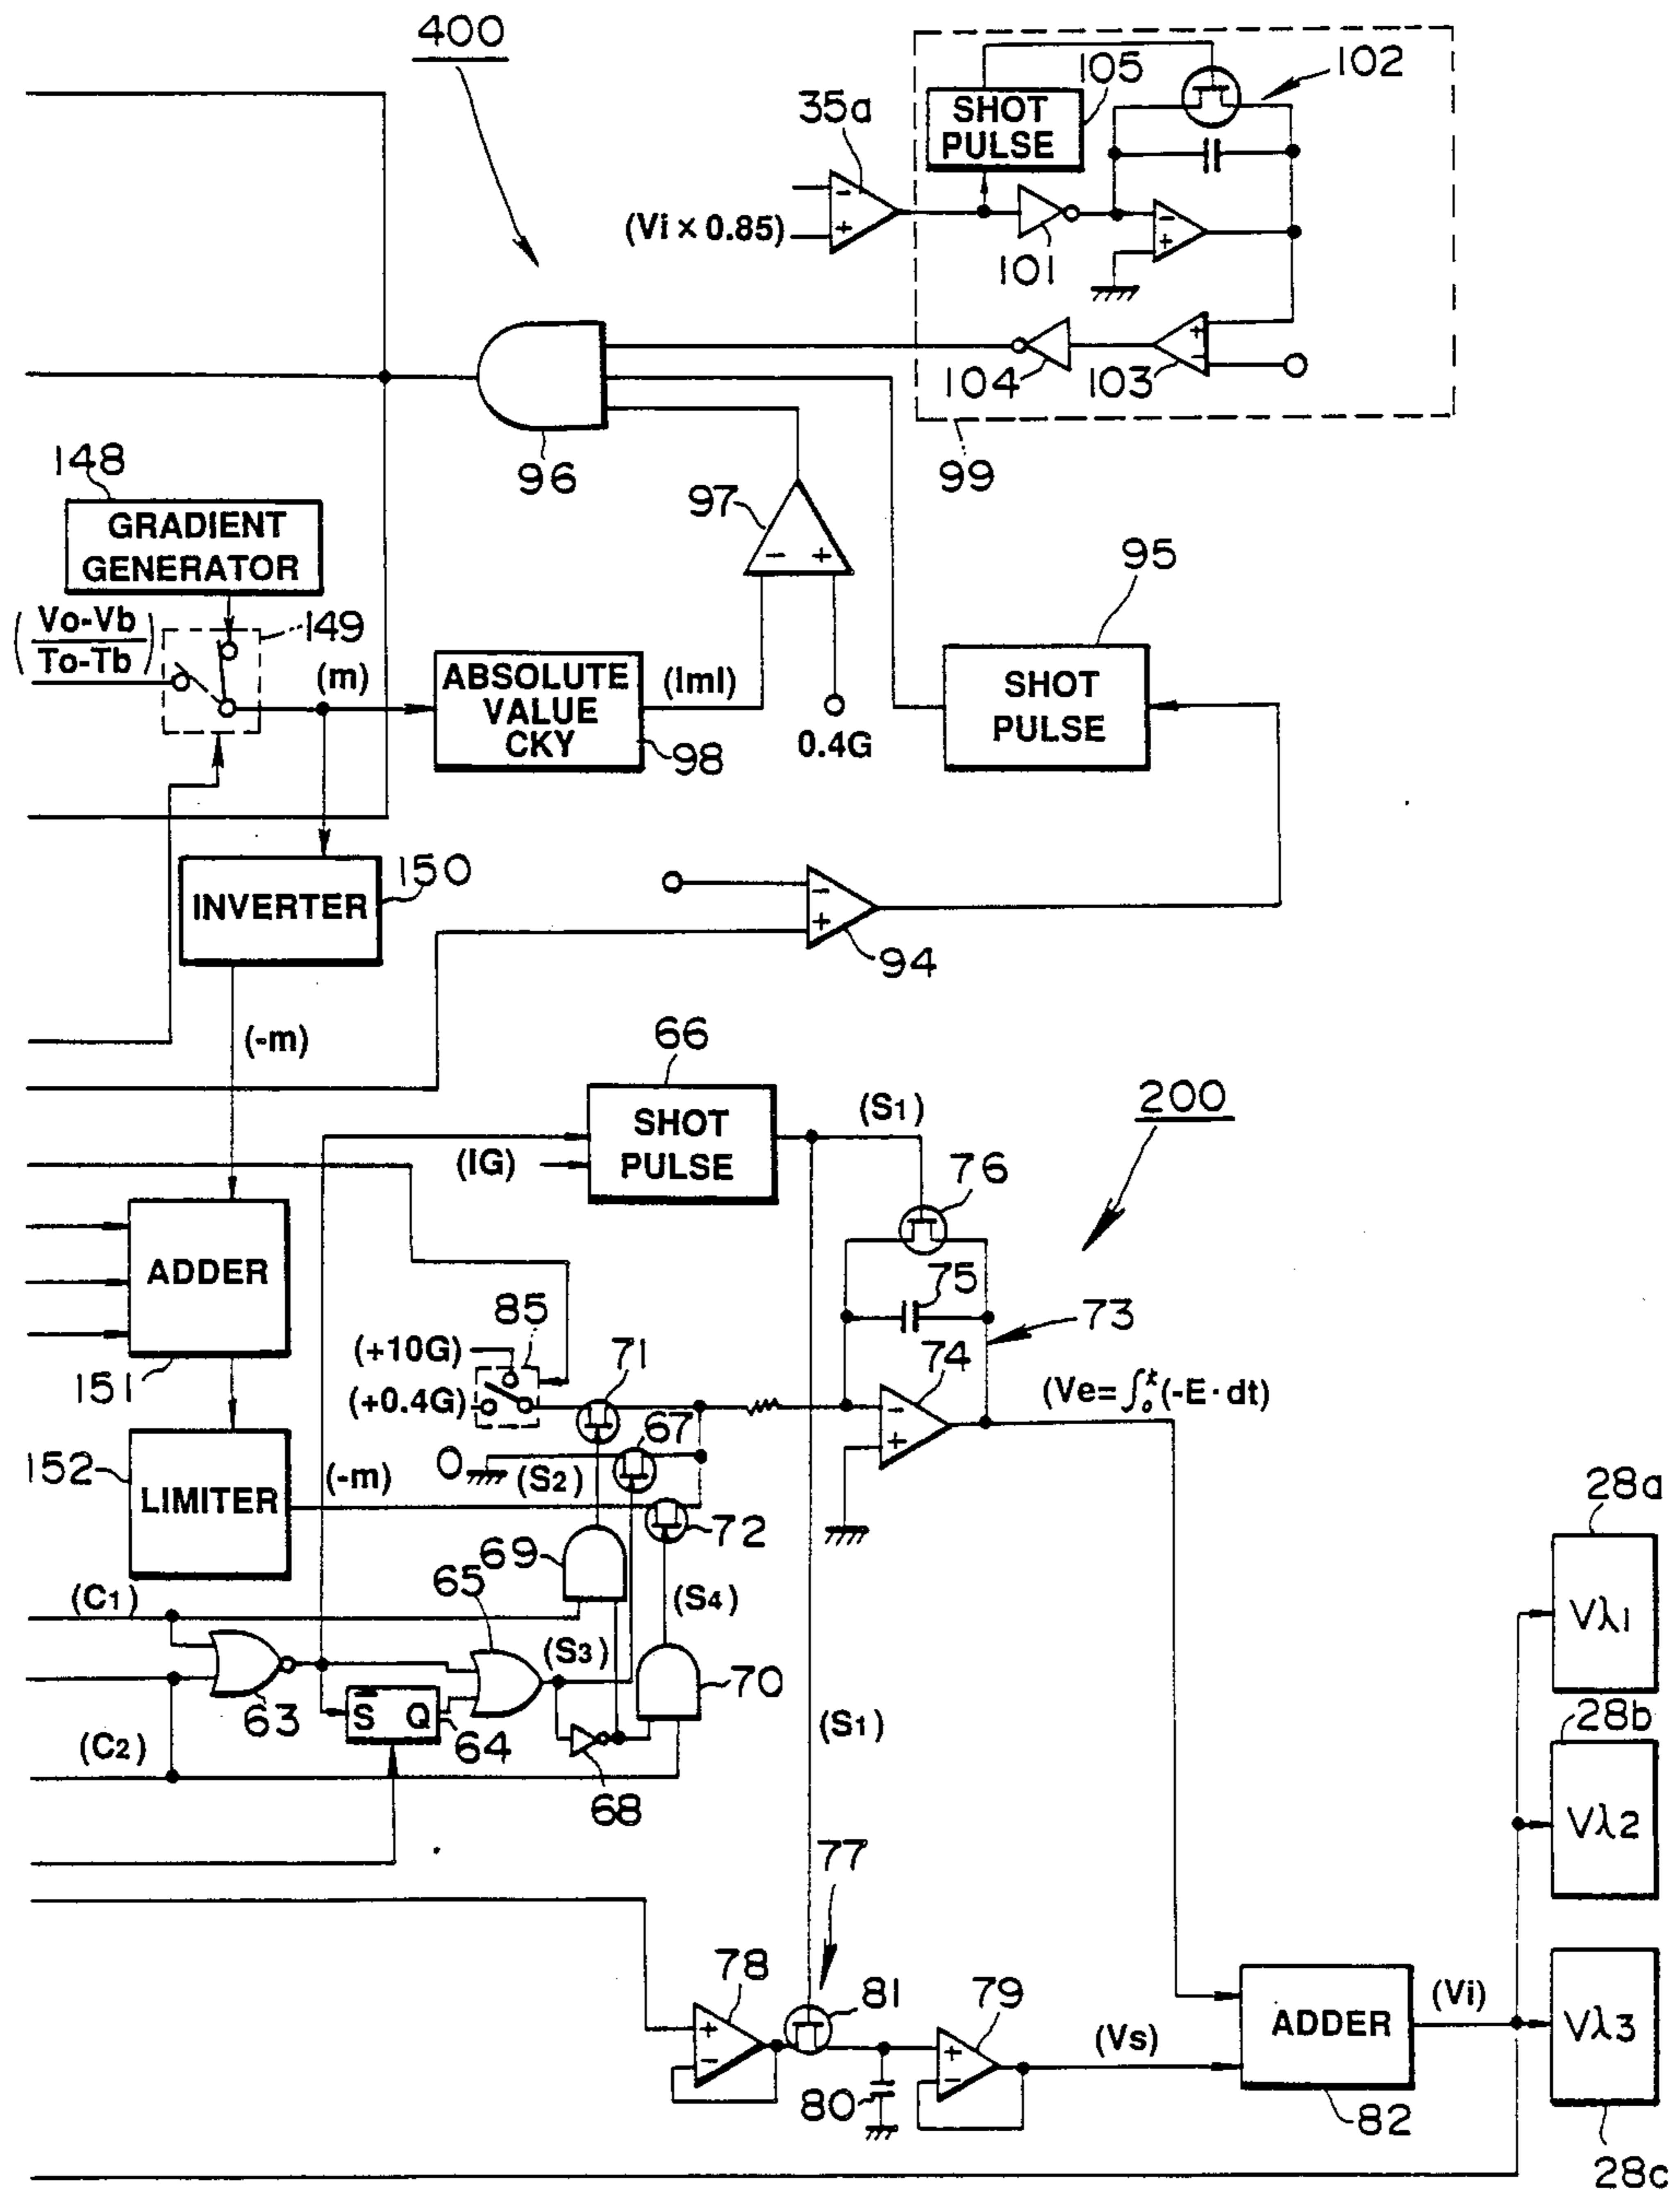 400
102
105
35a
SHOT
PULSE
-
+
(Vi × 0.85)
101
-
+
+
-
104
103
96
99
148
97
GRADIENT
GENERATOR
- +
95
(Vo-Vb
To-Tb)
149
(m)
ABSOLUTE
VALUE
CKY
(ImI)
98
0.4G
SHOT
PULSE
INVERTER
150
-
+
94
(-m)
66
SHOT
PULSE
(S1)
200
(IG)
76
ADDER
151
85
75
73
(+10G)
71
74
(+0.4G)
67
-
+
(Ve=∫ₒᵗ(-E·dt)
152
LIMITER
(-m)
0
(S2)
72
28a
69
65
(S4)
(C1)
Vλ1
(S3)
63
S̄ Q
64
70
(C2)
68
(S1)
28b
Vλ2
77
78
81
79
+
-
+
-
80
(Vs)
ADDER
(Vi)
82
Vλ3
28c